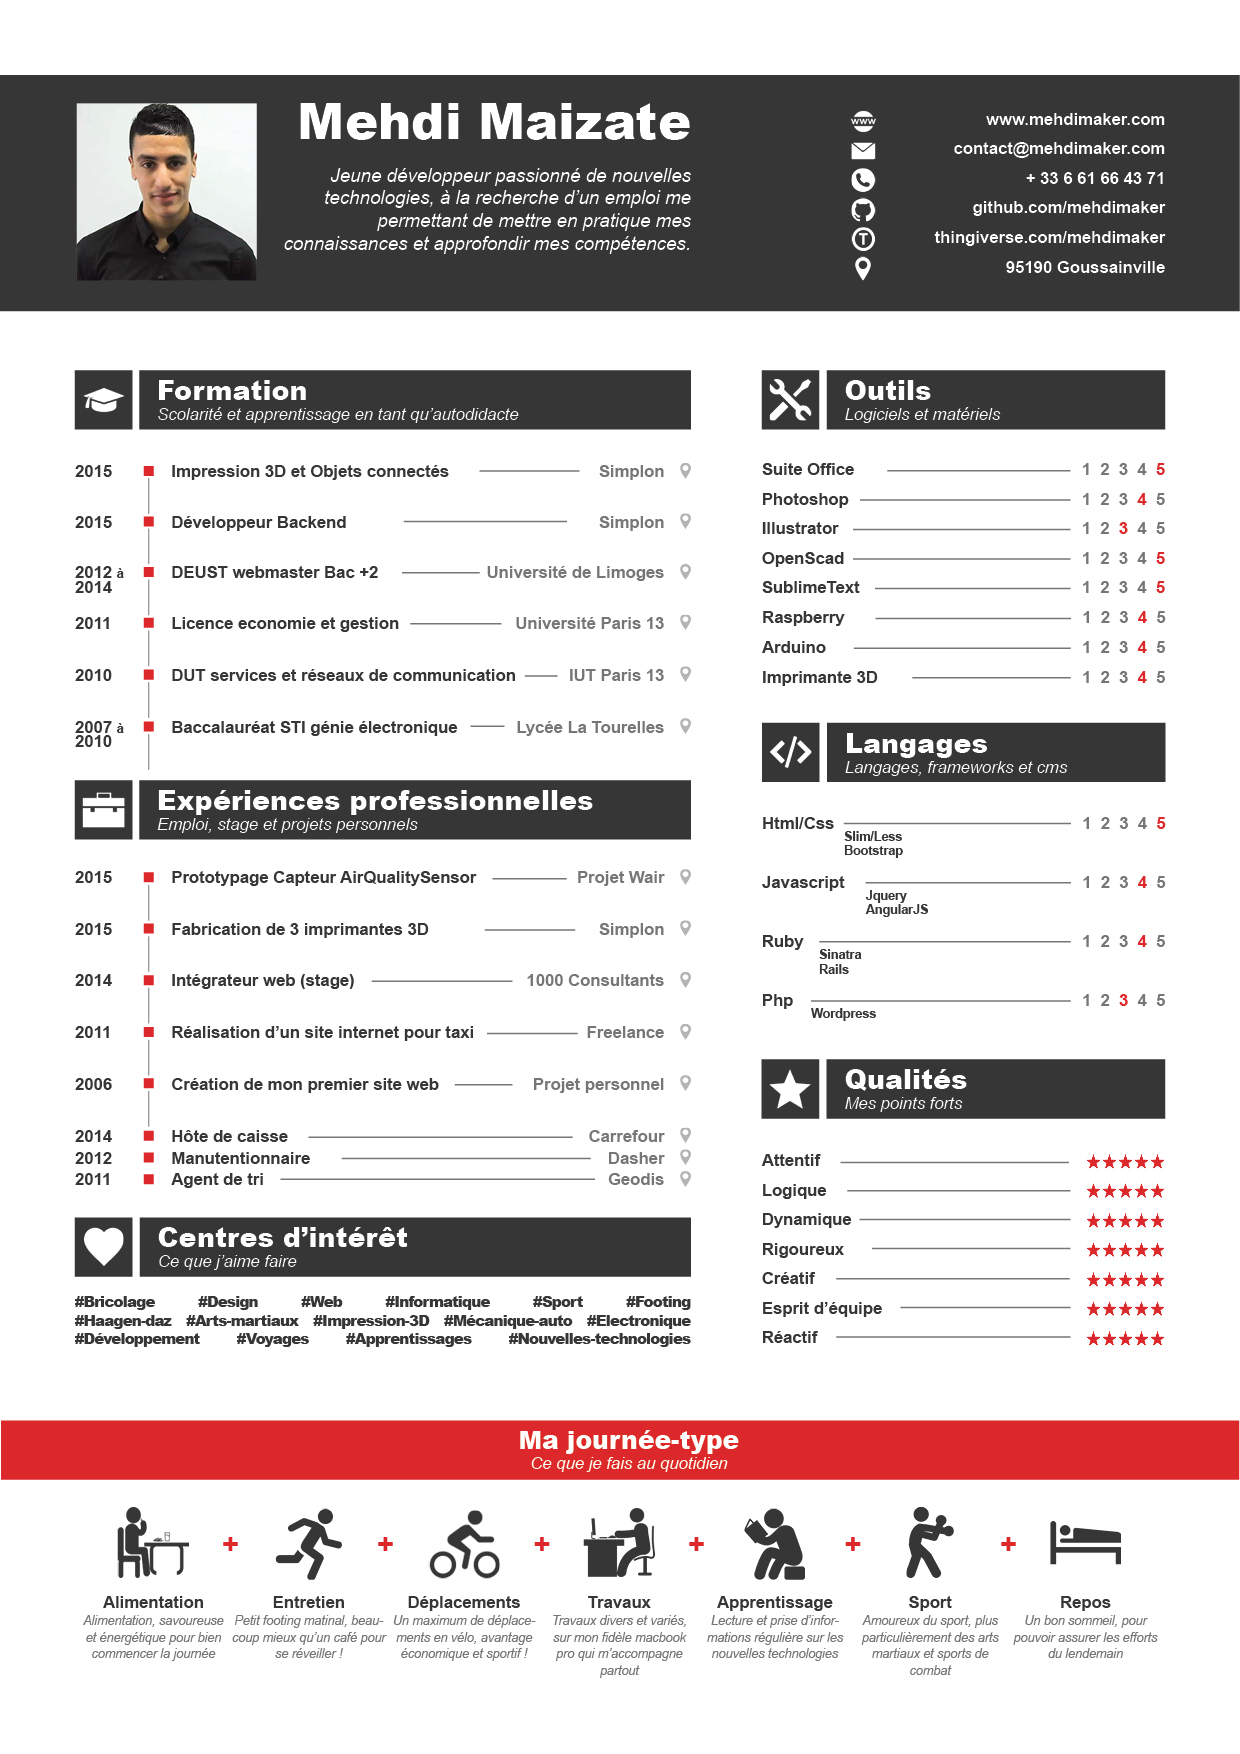 Mehdi Maizate
Jeune développeur passionné de nouvelles
technologies, à la recherche d'un emploi me
permettant de mettre en pratique mes
connaissances et approfondir mes compétences.
www
www.mehdimaker.com
contact@mehdimaker.com
+ 33 6 61 66 43 71
github.com/mehdimaker
T
thingiverse.com/mehdimaker
95190 Goussainville
Formation
Scolarité et apprentissage en tant qu'autodidacte
2015 Impression 3D et Objets connectés Simplon
2015 Développeur Backend Simplon
2012 à
2014
DEUST webmaster Bac +2 Université de Limoges
2011 Licence economie et gestion Université Paris 13
2010 DUT services et réseaux de communication IUT Paris 13
2007 à
2010
Baccalauréat STI génie électronique Lycée La Tourelles
Expériences professionnelles
Emploi, stage et projets personnels
2015 Prototypage Capteur AirQualitySensor Projet Wair
2015 Fabrication de 3 imprimantes 3D Simplon
2014 Intégrateur web (stage) 1000 Consultants
2011 Réalisation d'un site internet pour taxi Freelance
2006 Création de mon premier site web Projet personnel
2014 Hôte de caisse Carrefour
2012 Manutentionnaire Dasher
2011 Agent de tri Geodis
Centres d'intérêt
Ce que j'aime faire
#Bricolage #Design #Web #Informatique #Sport #Footing
#Haagen-daz #Arts-martiaux #Impression-3D #Mécanique-auto #Electronique
#Développement #Voyages #Apprentissages #Nouvelles-technologies
Outils
Logiciels et matériels
Suite Office 1 2 3 4 5
Photoshop 1 2 3 4 5
Illustrator 1 2 3 4 5
OpenScad 1 2 3 4 5
SublimeText 1 2 3 4 5
Raspberry 1 2 3 4 5
Arduino 1 2 3 4 5
Imprimante 3D 1 2 3 4 5
Langages
Langages, frameworks et cms
Html/Css 1 2 3 4 5
Slim/Less
Bootstrap
Javascript 1 2 3 4 5
Jquery
AngularJS
Ruby 1 2 3 4 5
Sinatra
Rails
Php 1 2 3 4 5
Wordpress
Qualités
Mes points forts
Attentif
Logique
Dynamique
Rigoureux
Créatif
Esprit d'équipe
Réactif
Ma journée-type
Ce que je fais au quotidien
Alimentation
Alimentation, savoureuse
et énergétique pour bien
commencer la journée
Entretien
Petit footing matinal, beau-
coup mieux qu'un café pour
se réveiller !
Déplacements
Un maximum de déplace-
ments en vélo, avantage
économique et sportif !
Travaux
Travaux divers et variés,
sur mon fidèle macbook
pro qui m'accompagne
partout
Apprentissage
Lecture et prise d'infor-
mations régulière sur les
nouvelles technologies
Sport
Amoureux du sport, plus
particulièrement des arts
martiaux et sports de
combat
Repos
Un bon sommeil, pour
pouvoir assurer les efforts
du lendemain